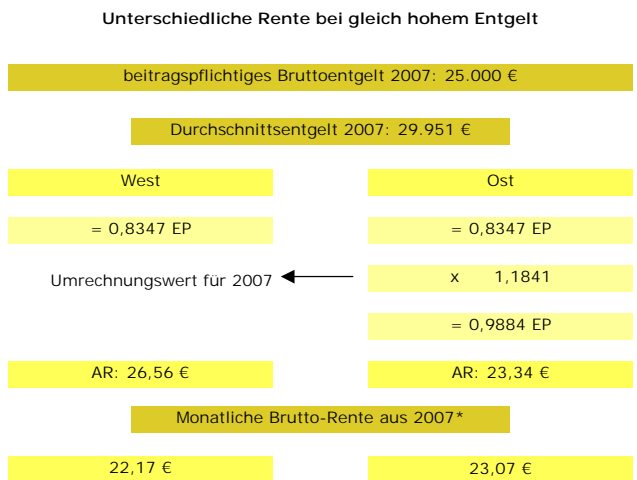 Unterschiedliche Rente bei gleich hohem Entgelt
beitragspflichtiges Bruttoentgelt 2007: 25.000 €
Durchschnittsentgelt 2007: 29.951 €
West Ost
= 0,8347 EP = 0,8347 EP
Umrechnungswert für 2007 x 1,1841
= 0,9884 EP
AR: 26,56 € AR: 23,34 €
Monatliche Brutto-Rente aus 2007*
22,17 € 23,07 €